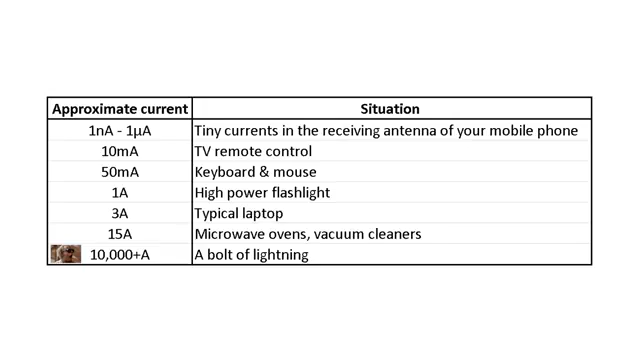 Approximate current Situation
1nA - 1µA Tiny currents in the receiving antenna of your mobile phone
10mA TV remote control
50mA Keyboard & mouse
1A High power flashlight
3A Typical laptop
15A Microwave ovens, vacuum cleaners
10,000+A A bolt of lightning